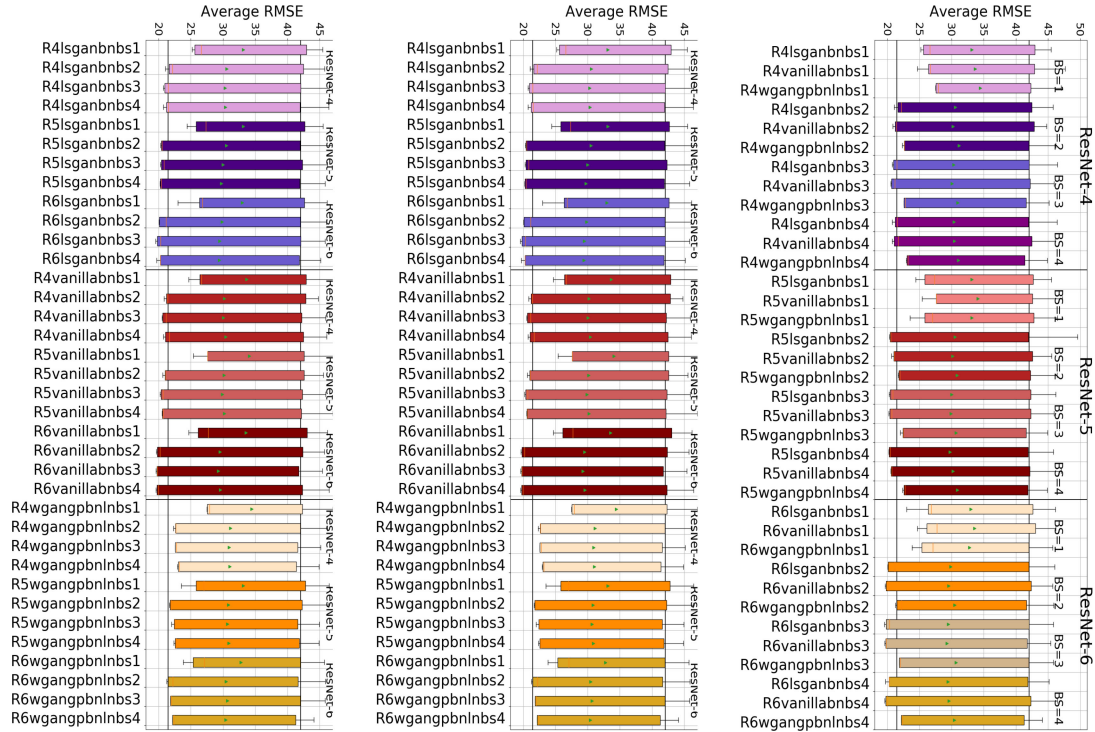 Average RMSE
20 25 30 35 40 45
R4lsganbnbs1
R4lsganbnbs2
R4lsganbnbs3
R4lsganbnbs4
R5lsganbnbs1
R5lsganbnbs2
R5lsganbnbs3
R5lsganbnbs4
R6lsganbnbs1
R6lsganbnbs2
R6lsganbnbs3
R6lsganbnbs4
R4vanillabnbs1
R4vanillabnbs2
R4vanillabnbs3
R4vanillabnbs4
R5vanillabnbs1
R5vanillabnbs2
R5vanillabnbs3
R5vanillabnbs4
R6vanillabnbs1
R6vanillabnbs2
R6vanillabnbs3
R6vanillabnbs4
R4wgangpbnlnbs1
R4wgangpbnlnbs2
R4wgangpbnlnbs3
R4wgangpbnlnbs4
R5wgangpbnlnbs1
R5wgangpbnlnbs2
R5wgangpbnlnbs3
R5wgangpbnlnbs4
R6wgangpbnlnbs1
R6wgangpbnlnbs2
R6wgangpbnlnbs3
R6wgangpbnlnbs4
ResNet-4
ResNet-5
ResNet-6
ResNet-4
ResNet-5
ResNet-6
ResNet-4
ResNet-5
ResNet-6
Average RMSE
20 25 30 35 40 45
R4lsganbnbs1
R4lsganbnbs2
R4lsganbnbs3
R4lsganbnbs4
R5lsganbnbs1
R5lsganbnbs2
R5lsganbnbs3
R5lsganbnbs4
R6lsganbnbs1
R6lsganbnbs2
R6lsganbnbs3
R6lsganbnbs4
R4vanillabnbs1
R4vanillabnbs2
R4vanillabnbs3
R4vanillabnbs4
R5vanillabnbs1
R5vanillabnbs2
R5vanillabnbs3
R5vanillabnbs4
R6vanillabnbs1
R6vanillabnbs2
R6vanillabnbs3
R6vanillabnbs4
R4wgangpbnlnbs1
R4wgangpbnlnbs2
R4wgangpbnlnbs3
R4wgangpbnlnbs4
R5wgangpbnlnbs1
R5wgangpbnlnbs2
R5wgangpbnlnbs3
R5wgangpbnlnbs4
R6wgangpbnlnbs1
R6wgangpbnlnbs2
R6wgangpbnlnbs3
R6wgangpbnlnbs4
ResNet-4
ResNet-5
ResNet-6
ResNet-4
ResNet-5
ResNet-6
ResNet-4
ResNet-5
ResNet-6
Average RMSE
20 25 30 35 40 45 50
R4lsganbnbs1
R4vanillabnbs1
R4wgangpbnlnbs1
R4lsganbnbs2
R4vanillabnbs2
R4wgangpbnlnbs2
R4lsganbnbs3
R4vanillabnbs3
R4wgangpbnlnbs3
R4lsganbnbs4
R4vanillabnbs4
R4wgangpbnlnbs4
R5lsganbnbs1
R5vanillabnbs1
R5wgangpbnlnbs1
R5lsganbnbs2
R5vanillabnbs2
R5wgangpbnlnbs2
R5lsganbnbs3
R5vanillabnbs3
R5wgangpbnlnbs3
R5lsganbnbs4
R5vanillabnbs4
R5wgangpbnlnbs4
R6lsganbnbs1
R6vanillabnbs1
R6wgangpbnlnbs1
R6lsganbnbs2
R6vanillabnbs2
R6wgangpbnlnbs2
R6lsganbnbs3
R6vanillabnbs3
R6wgangpbnlnbs3
R6lsganbnbs4
R6vanillabnbs4
R6wgangpbnlnbs4
BS=1
BS=2
BS=3
BS=4
BS=1
BS=2
BS=3
BS=4
BS=1
BS=2
BS=3
BS=4
ResNet-4
ResNet-5
ResNet-6